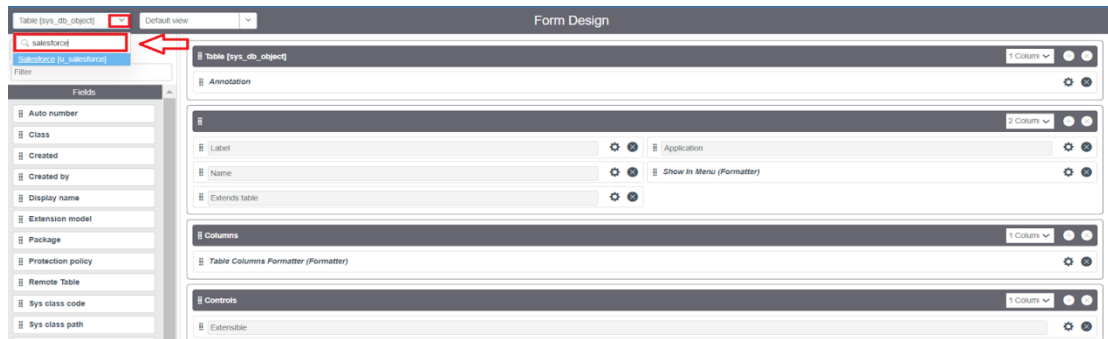 Table [sys_db_object]
Default view
Form Design
salesforce
Salesforce [u_salesforce]
Filter
Fields
Auto number
Class
Created
Created by
Display name
Extension model
Package
Protection policy
Remote Table
Sys class code
Sys class path
Table [sys_db_object]
1 Column
Annotation
2 Column
Label
Application
Name
Show In Menu (Formatter)
Extends table
Columns
1 Column
Table Columns Formatter (Formatter)
Controls
1 Column
Extensible